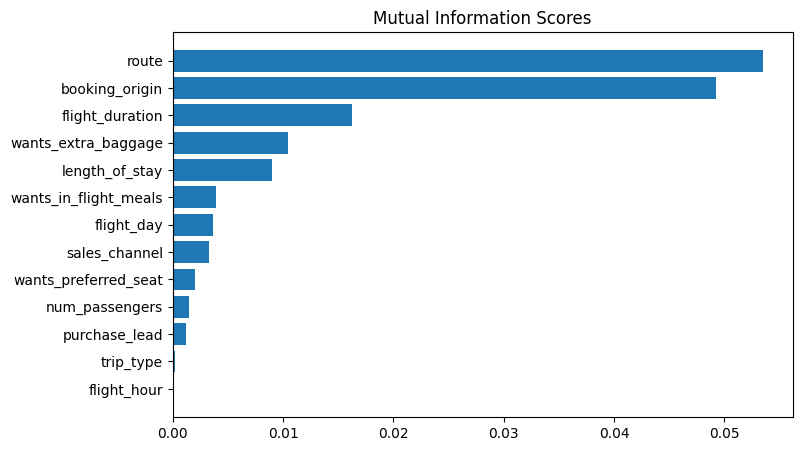 Mutual Information Scores
route
booking_origin
flight_duration
wants_extra_baggage
length_of_stay
wants_in_flight_meals
flight_day
sales_channel
wants_preferred_seat
num_passengers
purchase_lead
trip_type
flight_hour
0.00 0.01 0.02 0.03 0.04 0.05